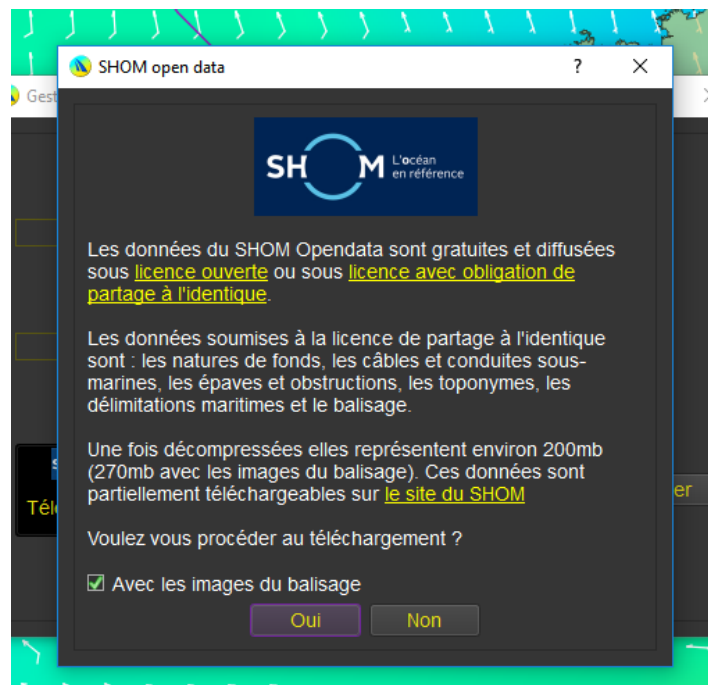 SHOM open data
?
Gest
SHOM
L'océan
en référence
Les données du SHOM Opendata sont gratuites et diffusées
sous licence ouverte ou sous licence avec obligation de
partage à l'identique.
Les données soumises à la licence de partage à l'identique
sont : les natures de fonds, les câbles et conduites sous-
marines, les épaves et obstructions, les toponymes, les
délimitations maritimes et le balisage.
Une fois décompressées elles représentent environ 200mb
(270mb avec les images du balisage). Ces données sont
partiellement téléchargeables sur le site du SHOM
er
Télé
Voulez vous procéder au téléchargement ?
Avec les images du balisage
Oui
Non